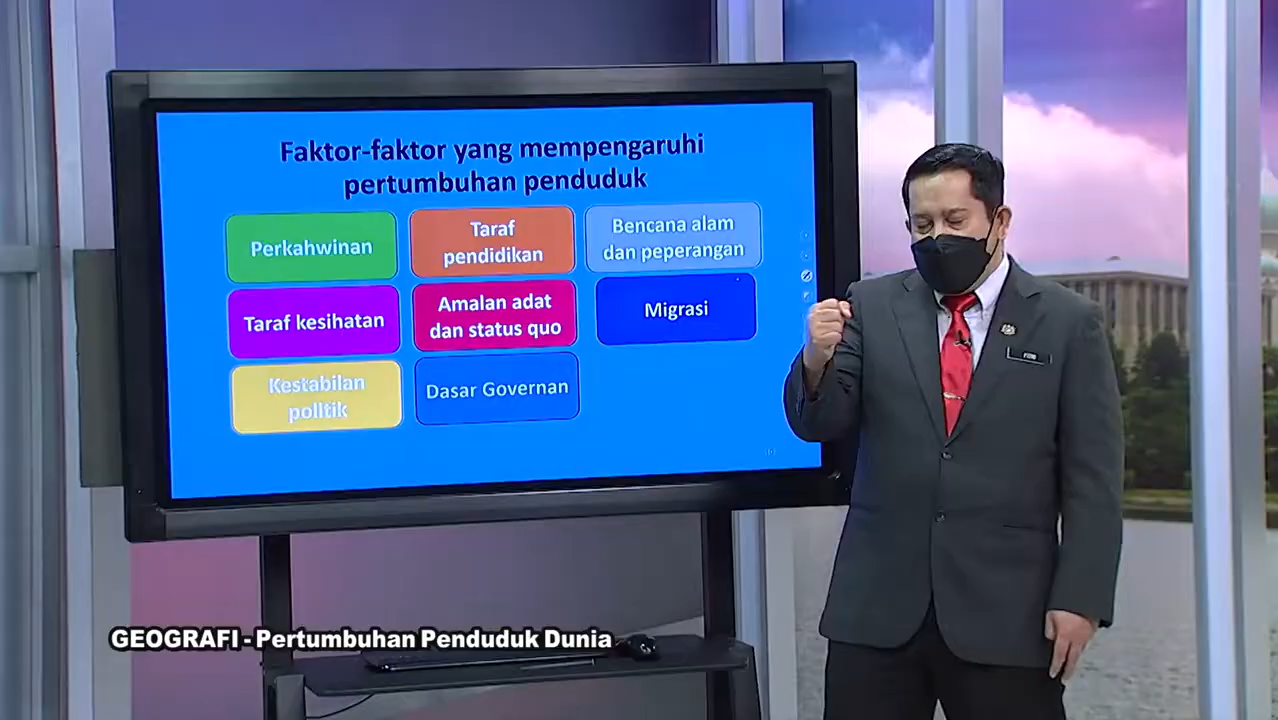 Faktor-faktor yang mempengaruhi
pertumbuhan penduduk
Perkahwinan
Taraf
pendidikan
Bencana alam
dan peperangan
Taraf kesihatan
Amalan adat
dan status quo
Migrasi
Kestabilan
politik
Dasar Governan
10
GEOGRAFI - Pertumbuhan Penduduk Dunia